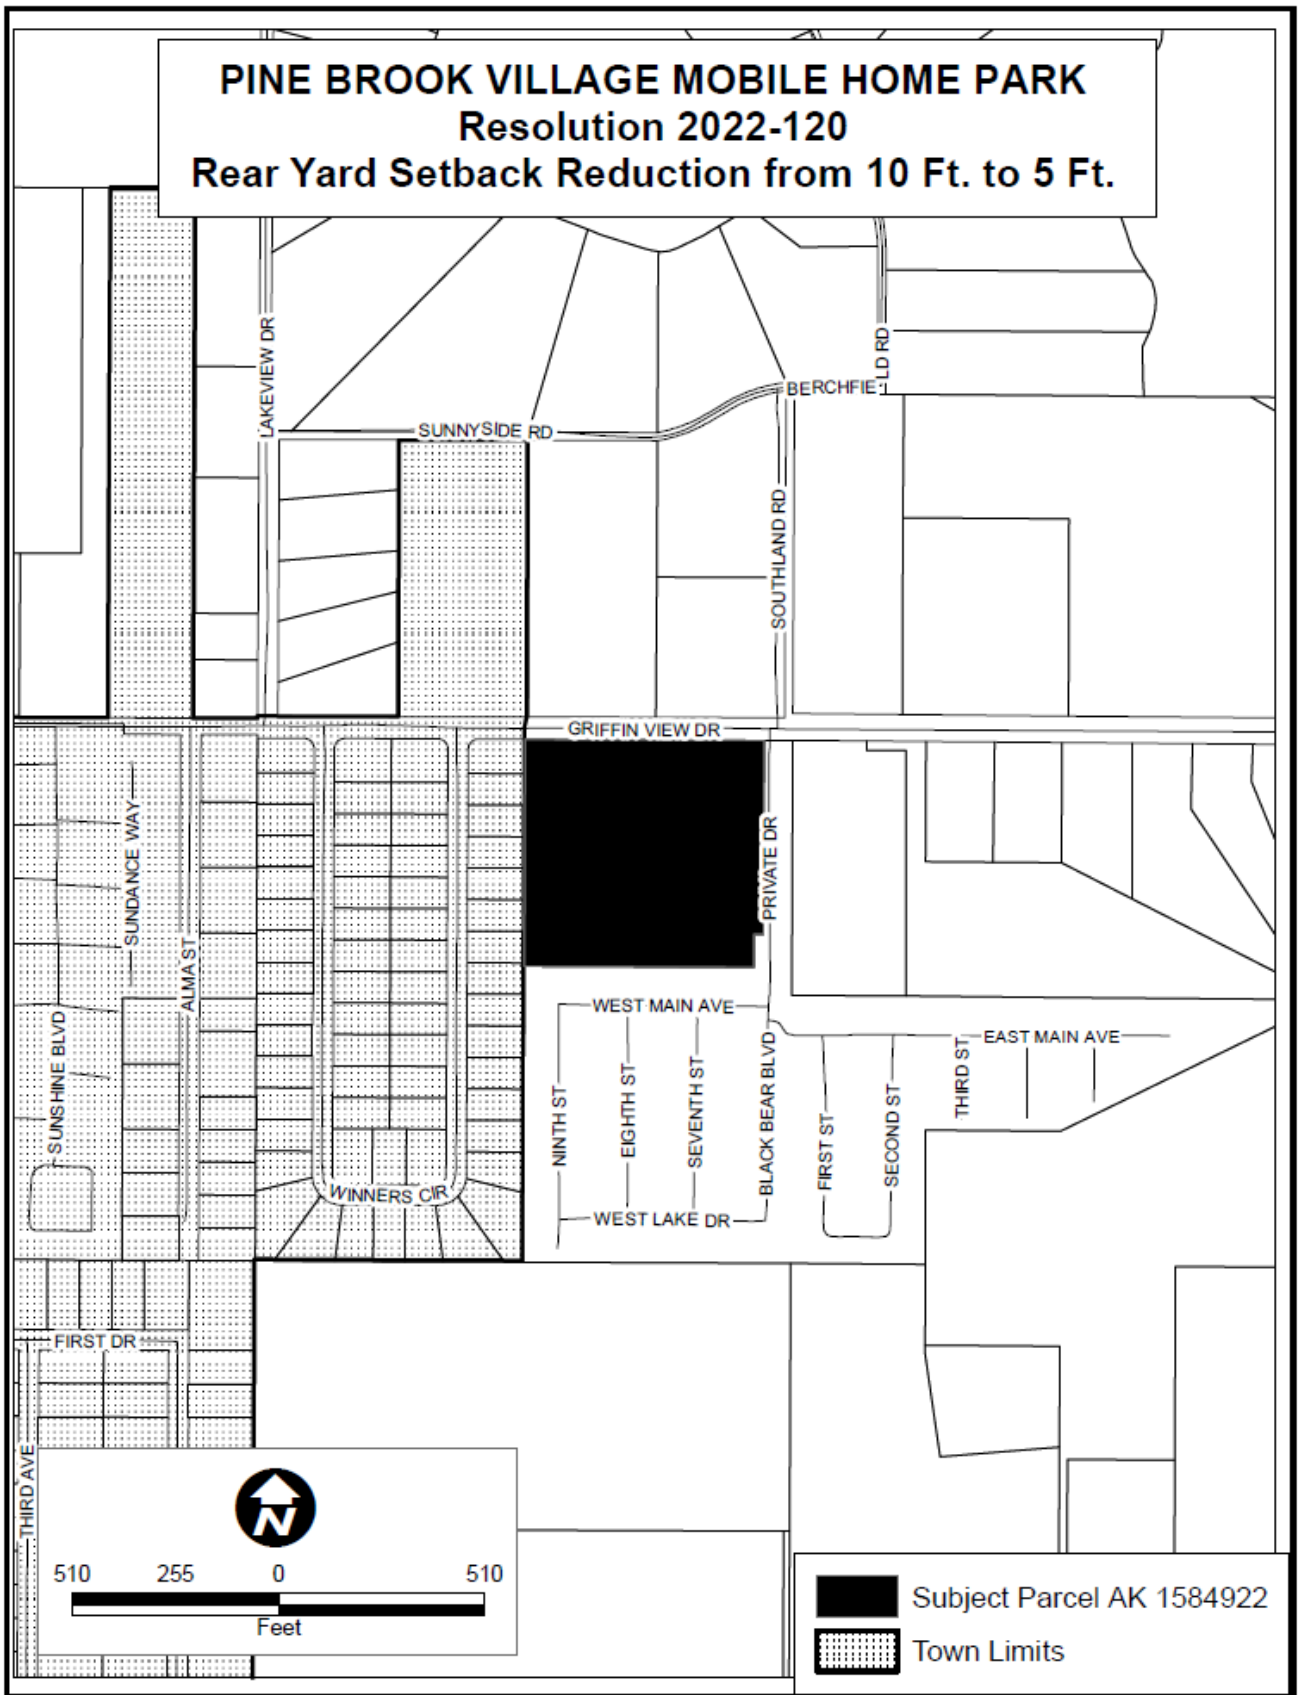 PINE BROOK VILLAGE MOBILE HOME PARK
Resolution 2022-120
Rear Yard Setback Reduction from 10 Ft. to 5 Ft.
LAKEVIEW DR
SUNNYSIDE RD
BERCHFIE
LD RD
SOUTHLAND RD
GRIFFIN VIEW DR
SUNDANCE WAY
ALMA ST
PRIVATE DR
SUNSHINE BLVD
WEST MAIN AVE
EAST MAIN AVE
NINTH ST
EIGHTH ST
SEVENTH ST
BLACK BEAR BLVD
FIRST ST
SECOND ST
THIRD ST
WINNERS CIR
WEST LAKE DR
FIRST DR
THIRD AVE
N
510 255 0 510
Feet
Subject Parcel AK 1584922
Town Limits